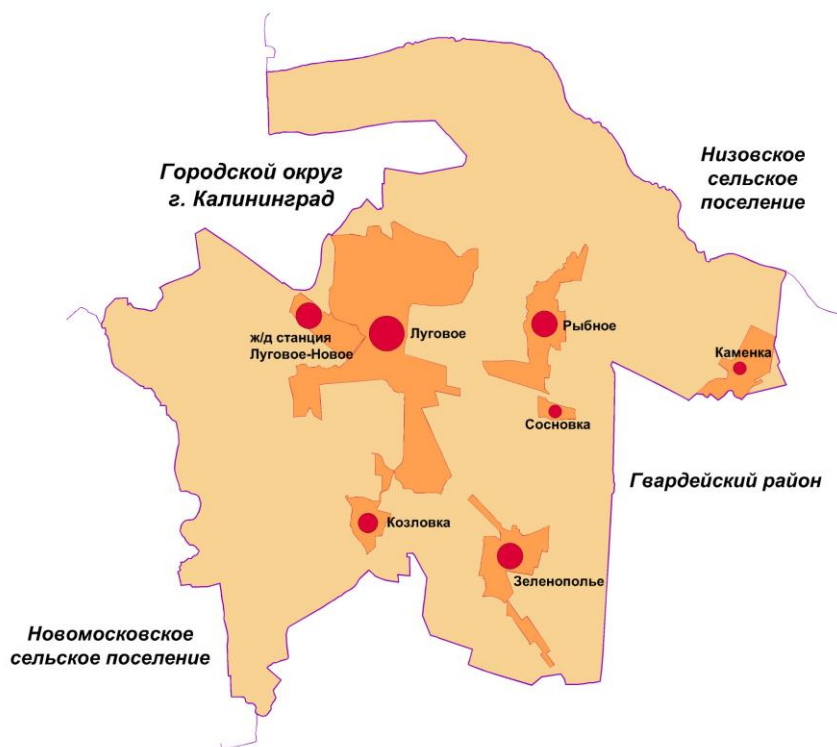 Городской округ
г. Калининград
Низовское
сельское
поселение
ж/д станция
Луговое-Новое
Луговое
Рыбное
Каменка
Сосновка
Гвардейский район
Козловка
Зеленополье
Новомосковское
сельское поселение